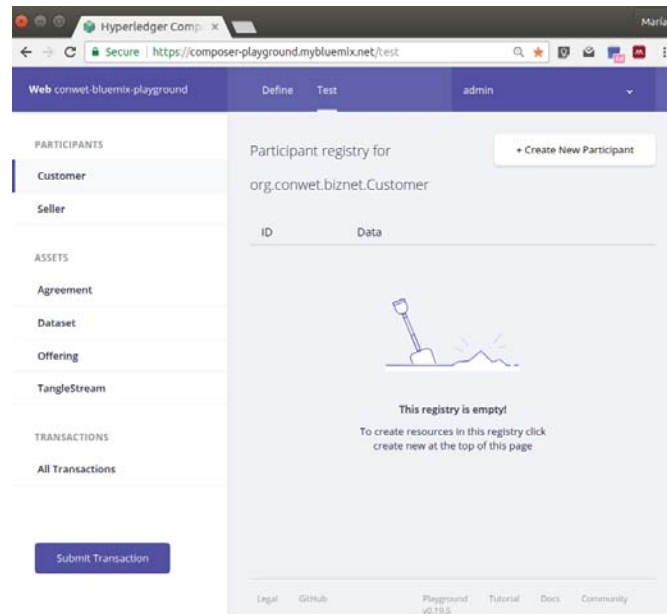 Hyperledger Comp
Maria
Secure | https://composer-playground.mybluemix.net/test
Web conwet-bluemix-playground
Define
Test
admin
PARTICIPANTS
Customer
Seller
ASSETS
Agreement
Dataset
Offering
TangleStream
TRANSACTIONS
All Transactions
Submit Transaction
Participant registry for
org.conwet.biznet.Customer
+ Create New Participant
ID
Data
This registry is empty!
To create resources in this registry click
create new at the top of this page
Legal
GitHub
Playground
v0.19.5
Tutorial
Docs
Community